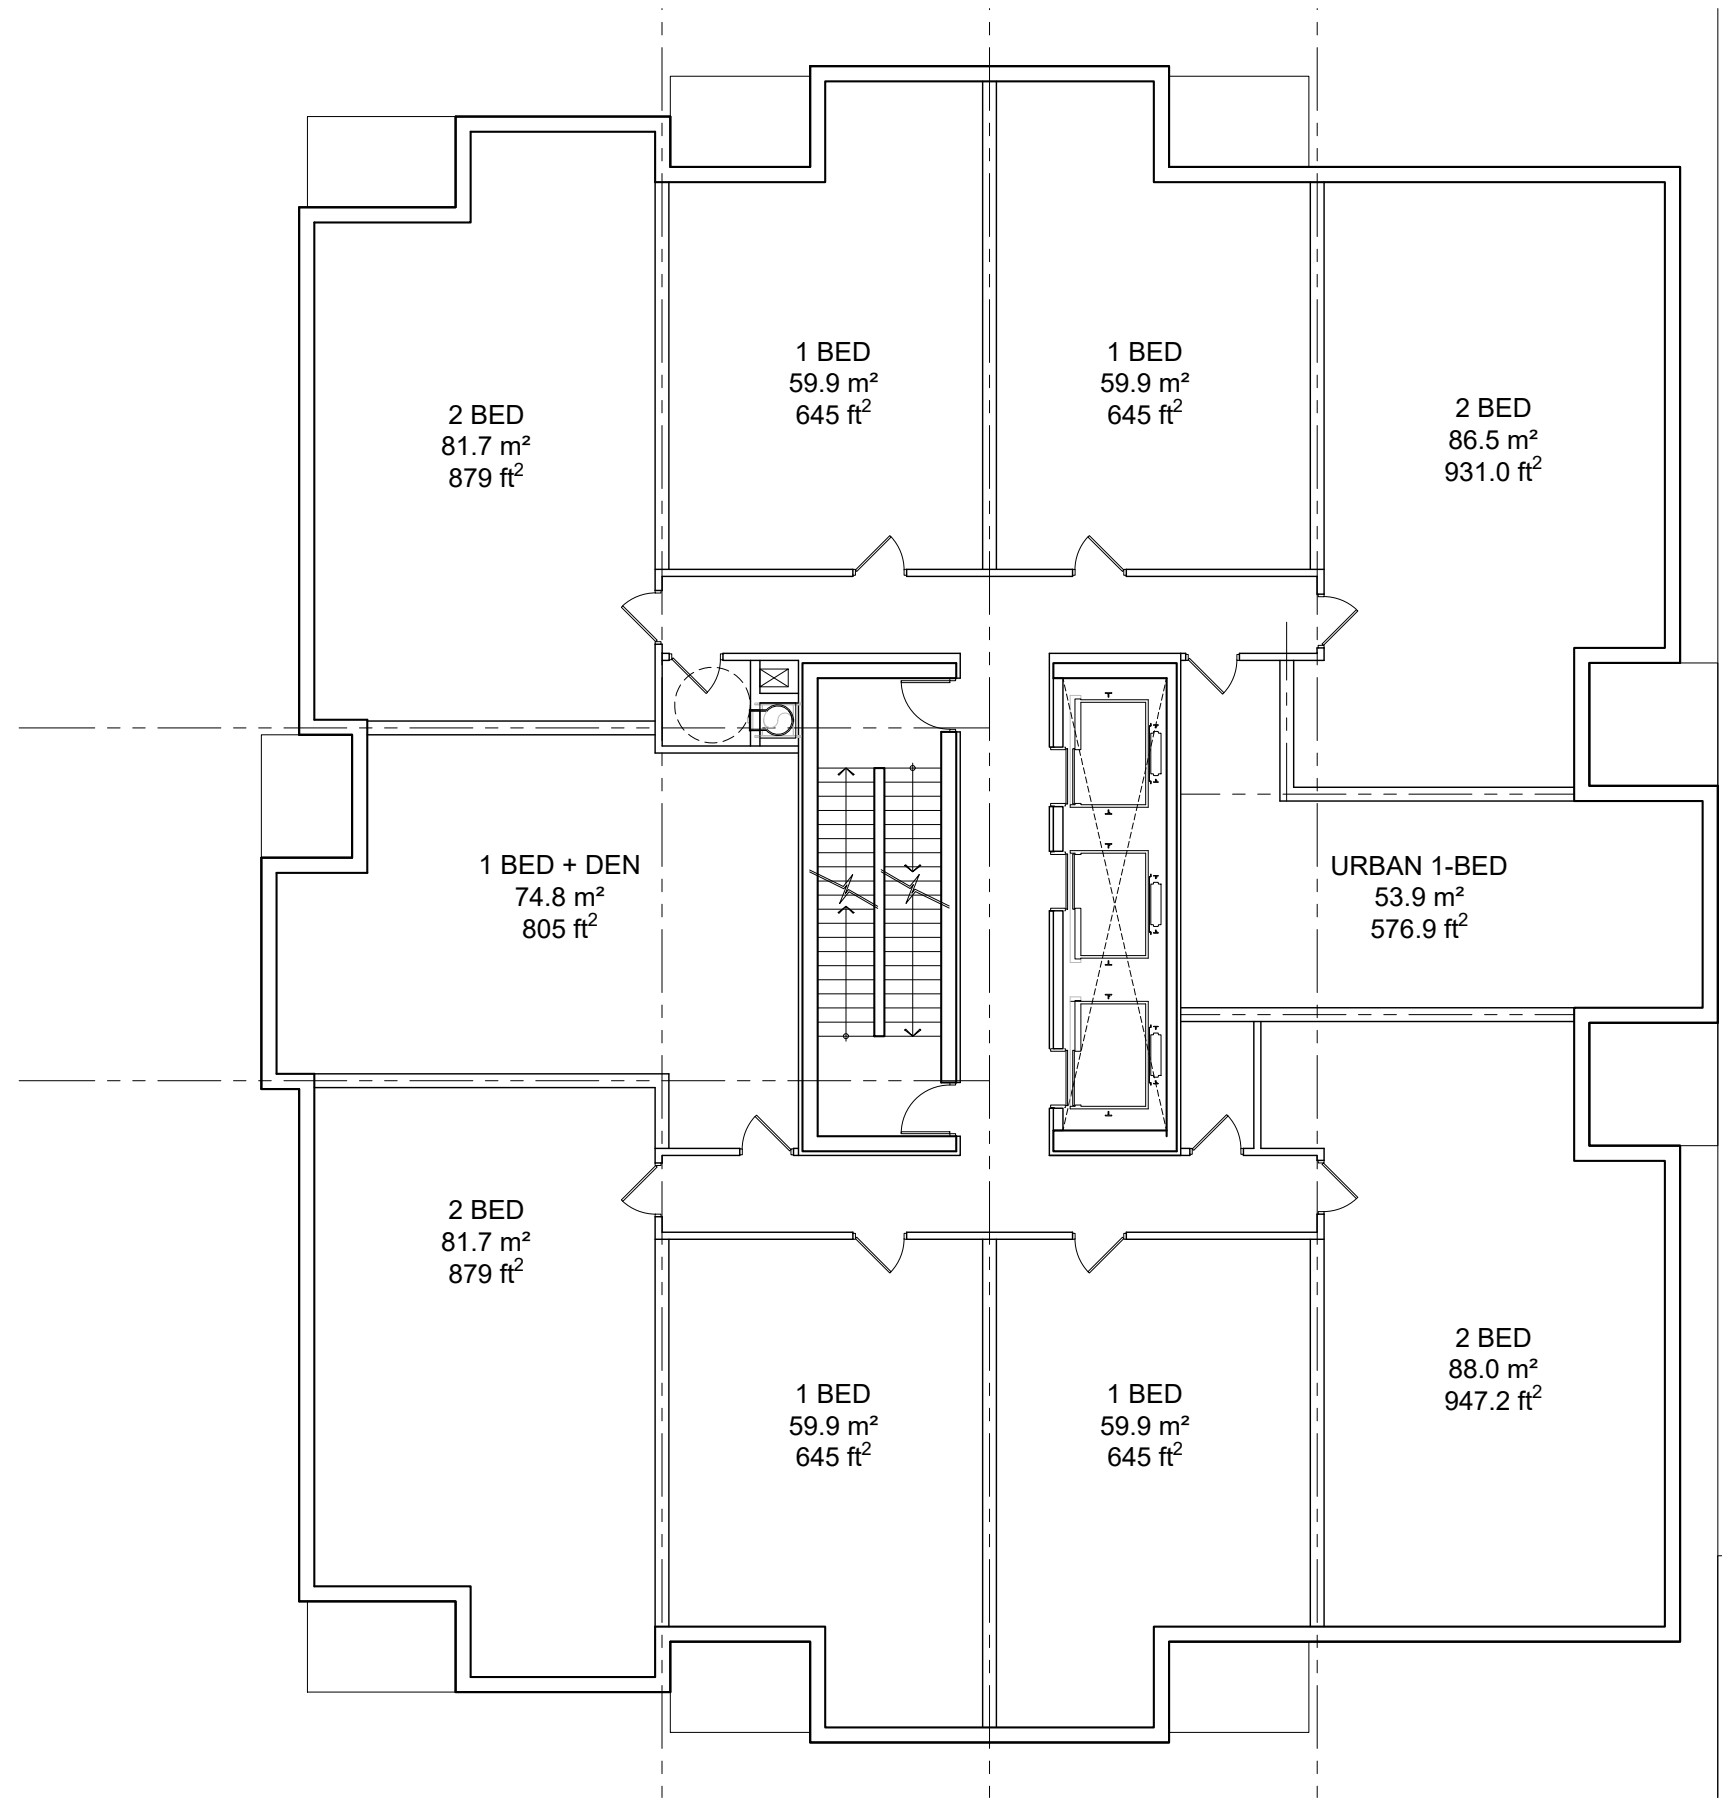 1 BED
59.9 m²
645 ft²
1 BED
59.9 m²
645 ft²
2 BED
81.7 m²
879 ft²
2 BED
86.5 m²
931.0 ft²
1 BED + DEN
74.8 m²
805 ft²
URBAN 1-BED
53.9 m²
576.9 ft²
2 BED
81.7 m²
879 ft²
2 BED
88.0 m²
947.2 ft²
1 BED
59.9 m²
645 ft²
1 BED
59.9 m²
645 ft²